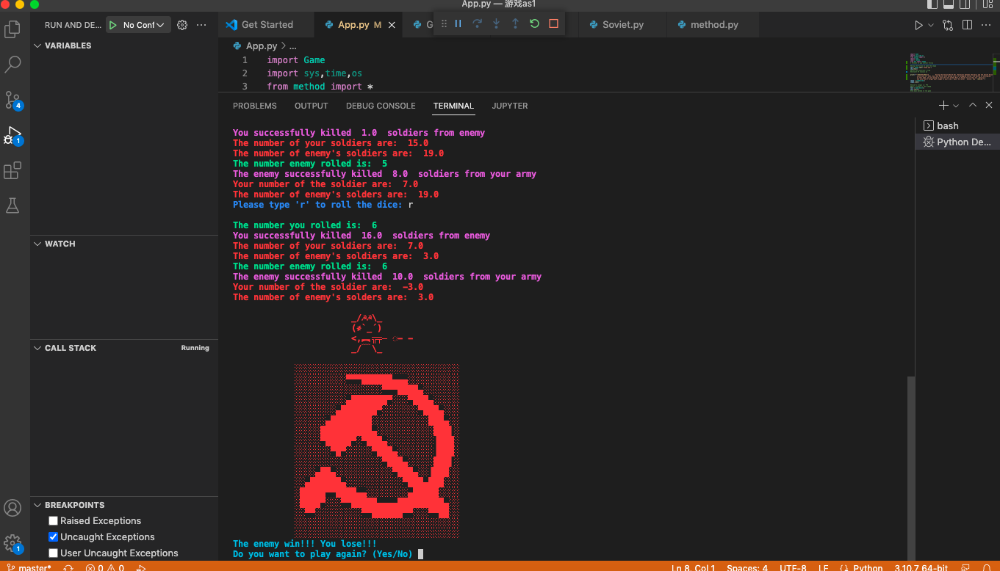 App.py — 游戏as1
RUN AND DE...
No Conf
Get Started
App.py M
G
Soviet.py
method.py
VARIABLES
App.py > ...
1 import Game
2 import sys,time,os
3 from method import *
PROBLEMS
OUTPUT
DEBUG CONSOLE
TERMINAL
JUPYTER
bash
Python De...
4
1
You successfully killed 1.0 soldiers from enemy
The number of your soldiers are: 15.0
The number of enemy's soldiers are: 19.0
The number enemy rolled is: 5
The enemy successfully killed 8.0 soldiers from your army
Your number of the soldier are: 7.0
The number of enemy's solders are: 19.0
Please type 'r' to roll the dice: r
The number you rolled is: 6
You successfully killed 16.0 soldiers from enemy
The number of your soldiers are: 7.0
The number of enemy's soldiers are: 3.0
The number enemy rolled is: 6
The enemy successfully killed 10.0 soldiers from your army
Your number of the soldier are: -3.0
The number of enemy's solders are: 3.0
The enemy win!!! You lose!!!
Do you want to play again? (Yes/No)
WATCH
CALL STACK
Running
BREAKPOINTS
Raised Exceptions
Uncaught Exceptions
User Uncaught Exceptions
1
master*
0
0
Ln 8, Col 1
Spaces: 4
UTF-8
LF
Python
3.10.7 64-bit